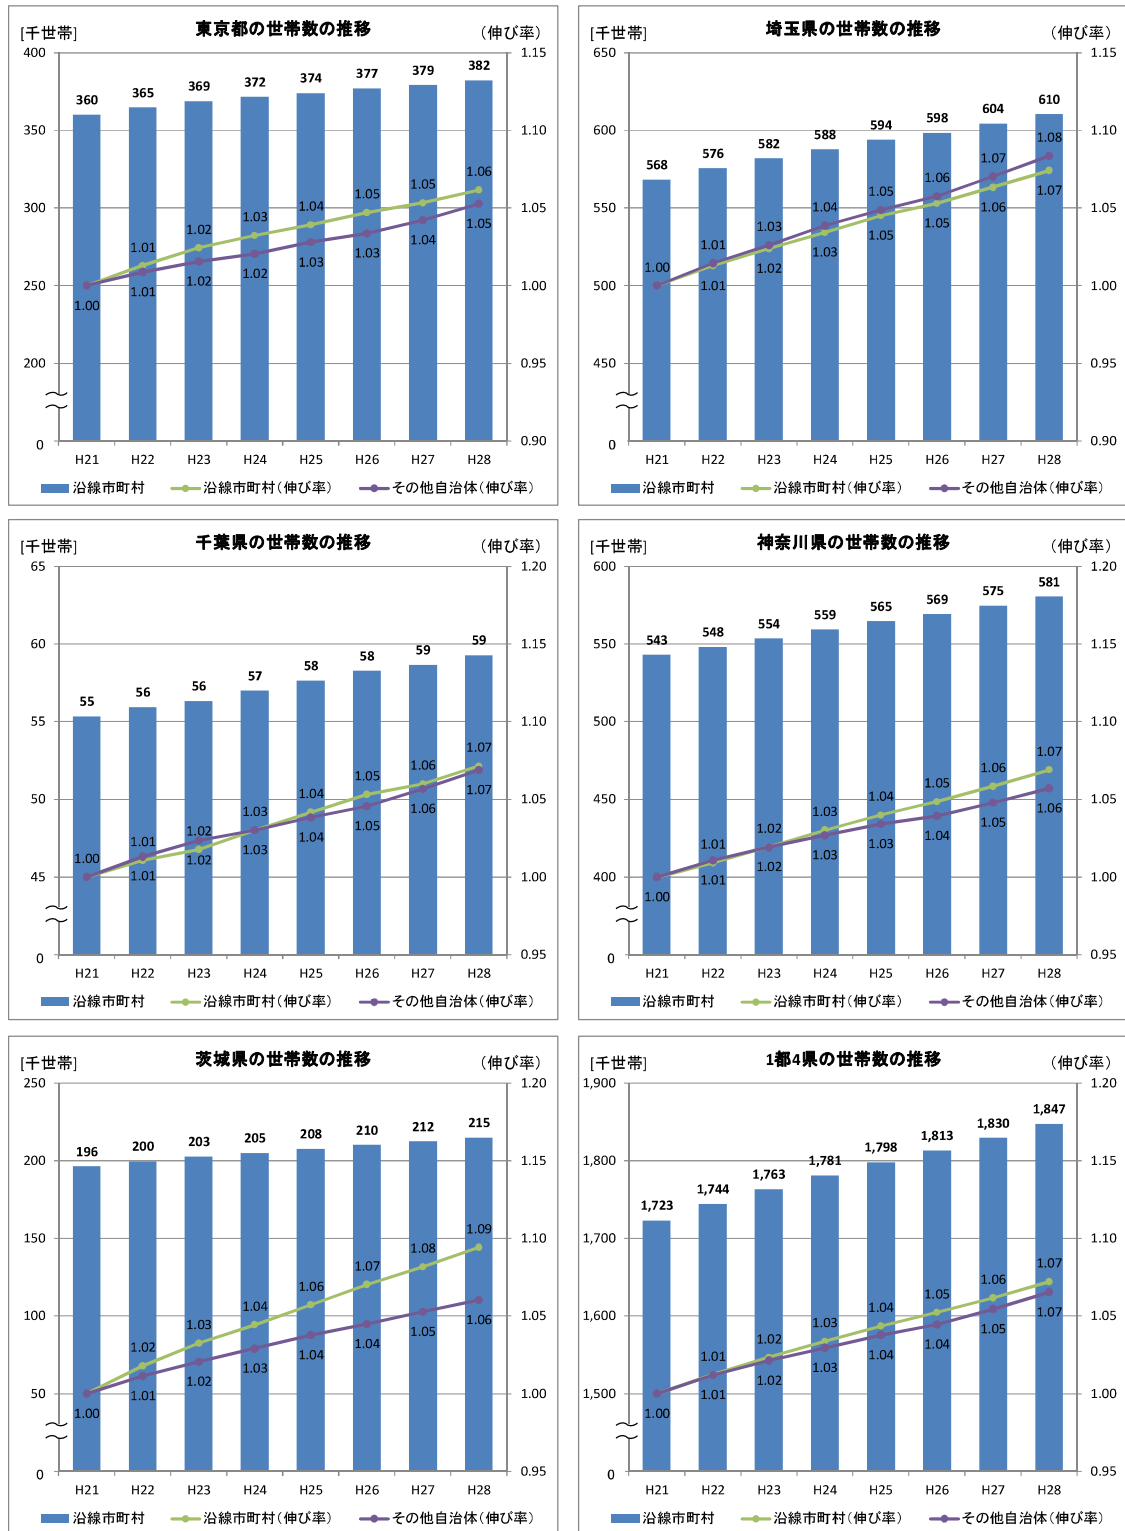 東京都の世帯数の推移
[千世帯] (伸び率)
400 1.15
360 365 369 372 374 377 379 382
350 1.10
1.01 1.02 1.03 1.04 1.05 1.05 1.06
300 1.05
1.00 1.01 1.02 1.02 1.03 1.03 1.04 1.05
250 1.00
200 0.95
0 0.90
H21 H22 H23 H24 H25 H26 H27 H28
沿線市町村 沿線市町村(伸び率) その他自治体(伸び率)
埼玉県の世帯数の推移
[千世帯] (伸び率)
650 1.15
568 576 582 588 594 598 604 610
600 1.10
1.00 1.01 1.03 1.04 1.05 1.06 1.07 1.08
550 1.05
1.01 1.02 1.03 1.05 1.05 1.06 1.07
500 1.00
450 0.95
0 0.90
H21 H22 H23 H24 H25 H26 H27 H28
沿線市町村 沿線市町村(伸び率) その他自治体(伸び率)
千葉県の世帯数の推移
[千世帯] (伸び率)
65 1.20
55 56 56 57 58 58 59 59
60 1.15
55 1.10
1.00 1.01 1.02 1.03 1.04 1.05 1.06 1.07
50 1.05
1.01 1.02 1.03 1.04 1.05 1.06 1.07
45 1.00
0 0.95
H21 H22 H23 H24 H25 H26 H27 H28
沿線市町村 沿線市町村(伸び率) その他自治体(伸び率)
神奈川県の世帯数の推移
[千世帯] (伸び率)
600 1.20
543 548 554 559 565 569 575 581
550 1.15
500 1.10
1.01 1.02 1.03 1.04 1.05 1.06 1.07
450 1.05
1.00 1.01 1.02 1.03 1.03 1.04 1.05 1.06
400 1.00
0 0.95
H21 H22 H23 H24 H25 H26 H27 H28
沿線市町村 沿線市町村(伸び率) その他自治体(伸び率)
茨城県の世帯数の推移
[千世帯] (伸び率)
250 1.20
196 200 203 205 208 210 212 215
200 1.15
150 1.10
1.02 1.03 1.04 1.06 1.07 1.08 1.09
100 1.05
1.00 1.01 1.02 1.03 1.04 1.04 1.05 1.06
50 1.00
0 0.95
H21 H22 H23 H24 H25 H26 H27 H28
沿線市町村 沿線市町村(伸び率) その他自治体(伸び率)
1都4県の世帯数の推移
[千世帯] (伸び率)
1,900 1.20
1,723 1,744 1,763 1,781 1,798 1,813 1,830 1,847
1,800 1.15
1,700 1.10
1.01 1.02 1.03 1.04 1.05 1.06 1.07
1,600 1.05
1.00 1.01 1.02 1.03 1.04 1.04 1.05 1.07
1,500 1.00
0 0.95
H21 H22 H23 H24 H25 H26 H27 H28
沿線市町村 沿線市町村(伸び率) その他自治体(伸び率)